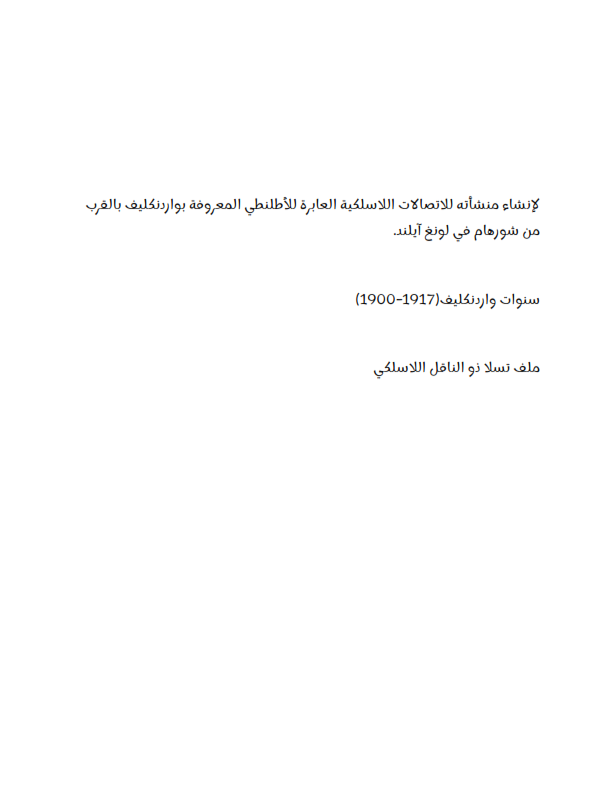 لإنشاء منشأته للاتصالات اللاسلكية العابرة للأطلنطي المعروفة بواردنكليف بالقرب
من شورهام في لونغ آيلند.
سنوات واردنكليف(1917-1900)
ملف تسلا ذو الناقل اللاسلكي